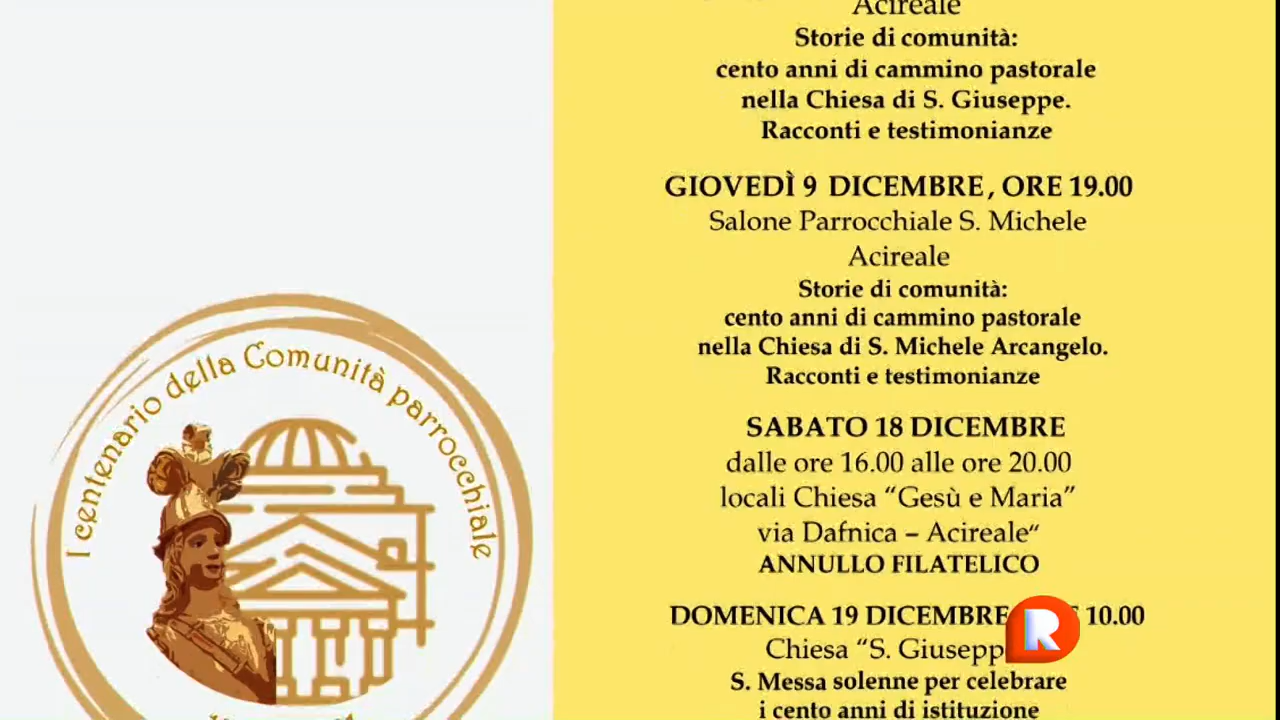 Acireale
Storie di comunità:
cento anni di cammino pastorale
nella Chiesa di S. Giuseppe.
Racconti e testimonianze
GIOVEDÌ 9 DICEMBRE, ORE 19.00
Salone Parrocchiale S. Michele
Acireale
Storie di comunità:
cento anni di cammino pastorale
nella Chiesa di S. Michele Arcangelo.
Racconti e testimonianze
SABATO 18 DICEMBRE
dalle ore 16.00 alle ore 20.00
locali Chiesa “Gesù e Maria”
via Dafnica – Acireale“
ANNULLO FILATELICO
DOMENICA 19 DICEMBRE 10.00
Chiesa “S. Giusepp
S. Messa solenne per celebrare
i cento anni di istituzione
I centenario della Comunità parrocchiale
R